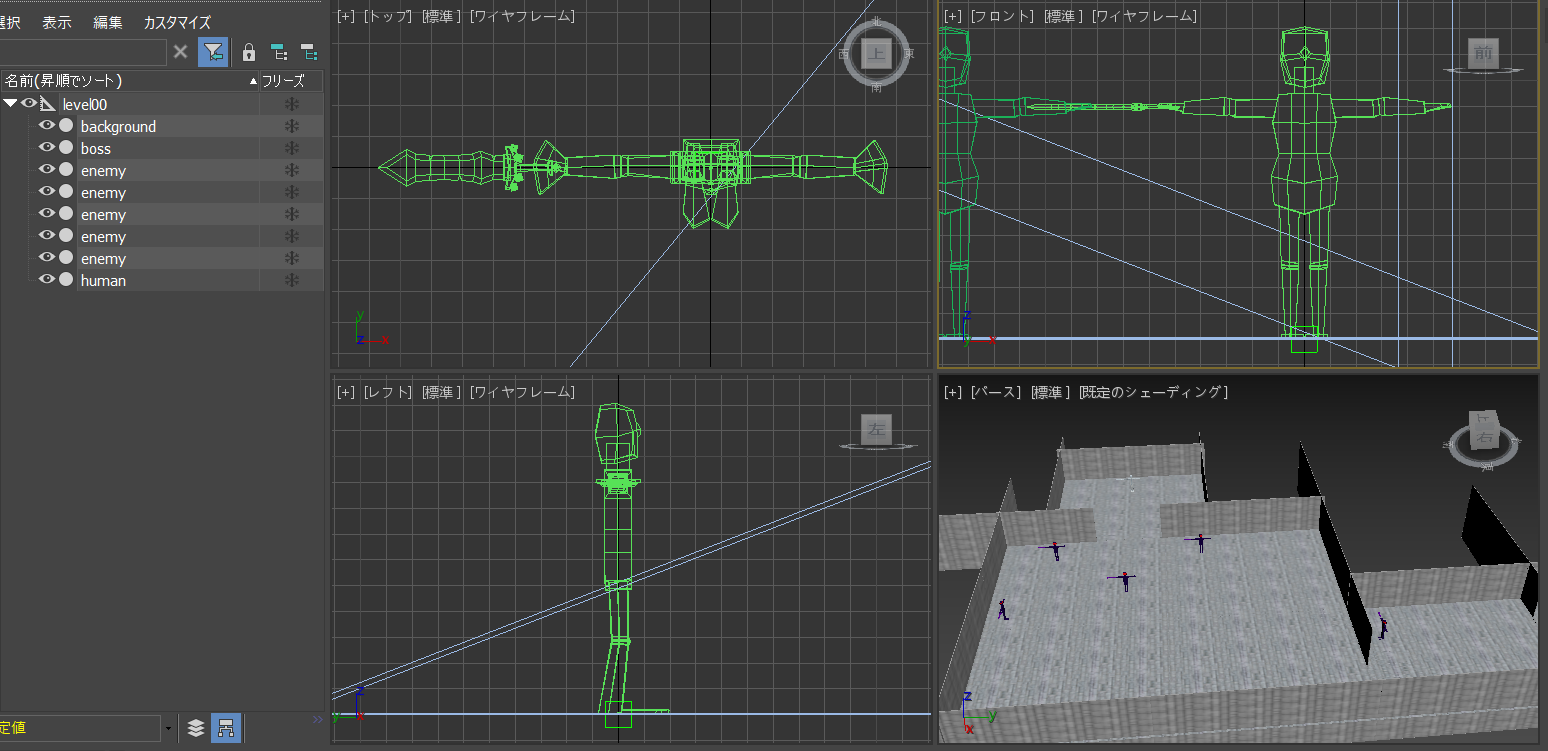 選択 表示 編集 カスタマイズ
名前(昇順でソート) ▲ フリーズ
level00
background
boss
enemy
enemy
enemy
enemy
enemy
human
定値
[+] [トップ] [標準] [ワイヤフレーム]
北
西 上 東
南
y
z x
[+] [フロント] [標準] [ワイヤフレーム]
前
z
y x
[+] [レフト] [標準] [ワイヤフレーム]
左
z
y x
[+] [パース] [標準] [既定のシェーディング]
上
右
z
y
x